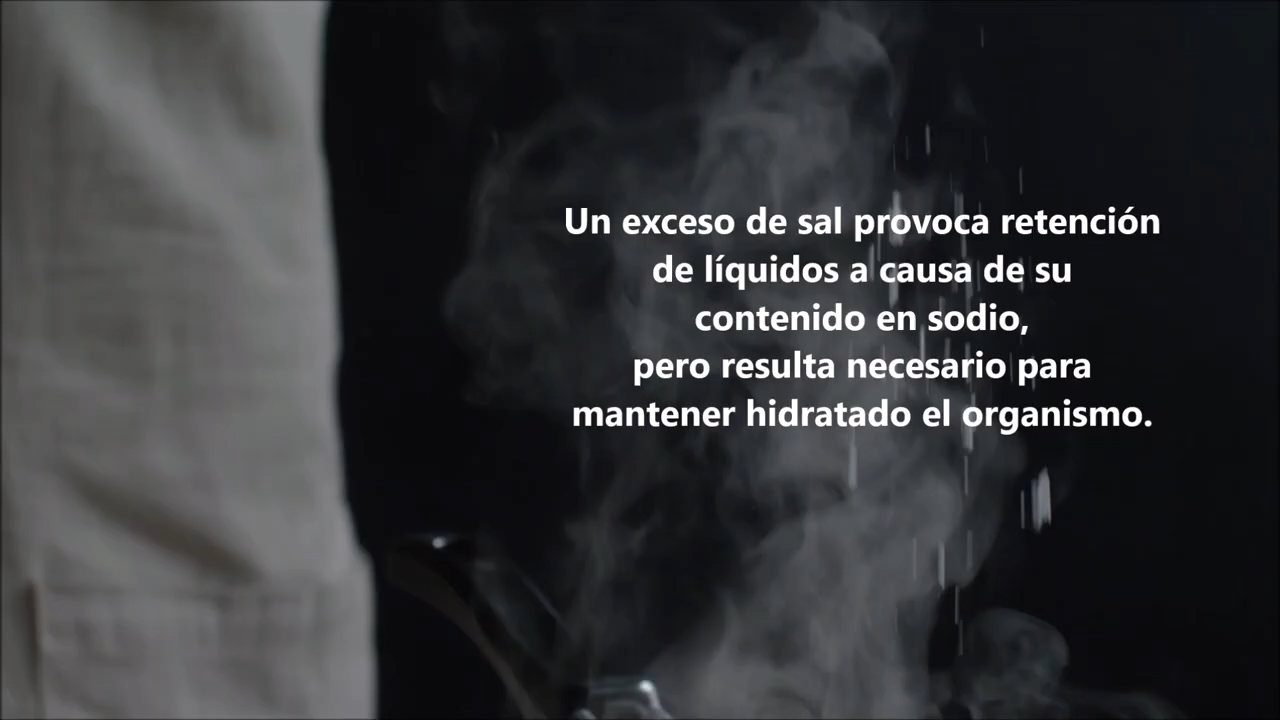 Un exceso de sal provoca retención
de líquidos a causa de su
contenido en sodio,
pero resulta necesario para
mantener hidratado el organismo.